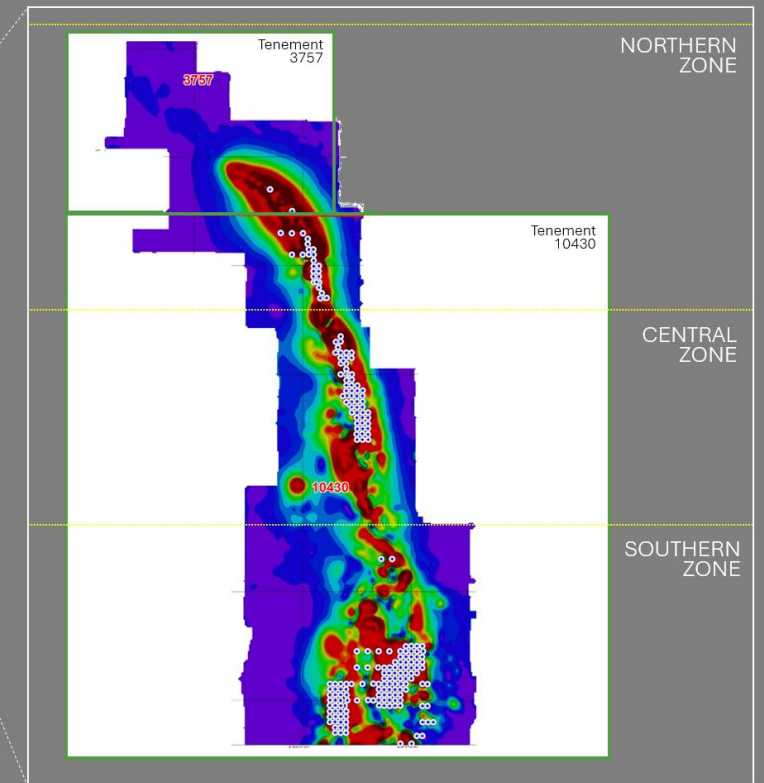 Tenement
3757
NORTHERN
ZONE
3757
Tenement
10430
CENTRAL
ZONE
10430
SOUTHERN
ZONE